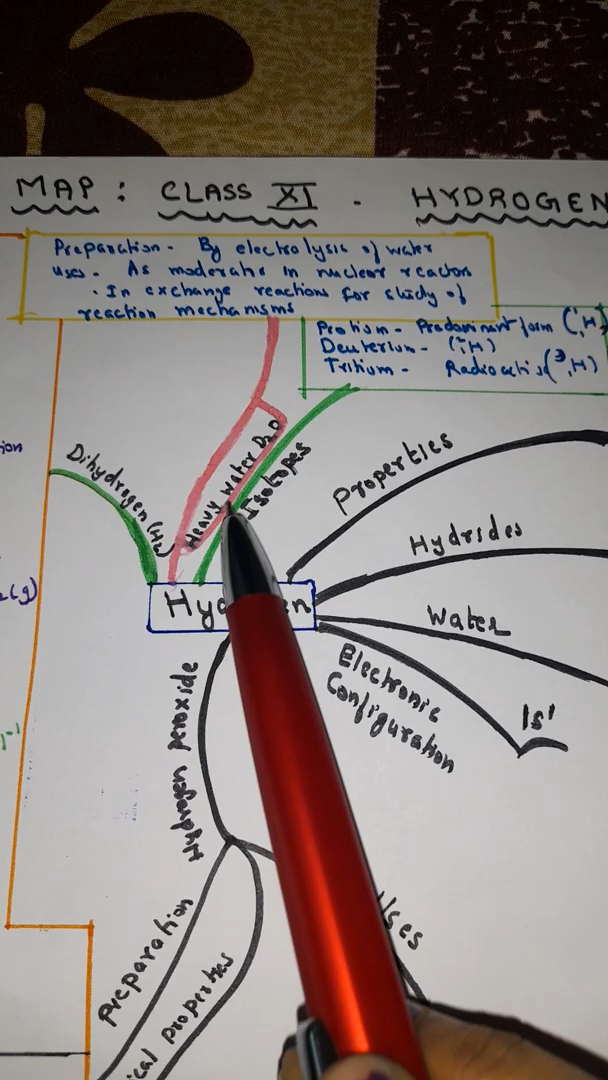 MAP : CLASS XI - HYDROGEN
Preparation - By electrolysis of water
uses - As moderator in nuclear reactors
• In exchange reactions for study of
reaction mechanisms
Protium - Predominant form (¹₁H)
Deuterium - (²₁H)
Tritium - Radioactive (³₁H)
Dihydrogen (H₂)
Heavy water D₂O
Isotopes
Properties
Hydrides
Water
Electronic
Configuration
1s¹
Hydrogen peroxide
Preparation
properties
Uses